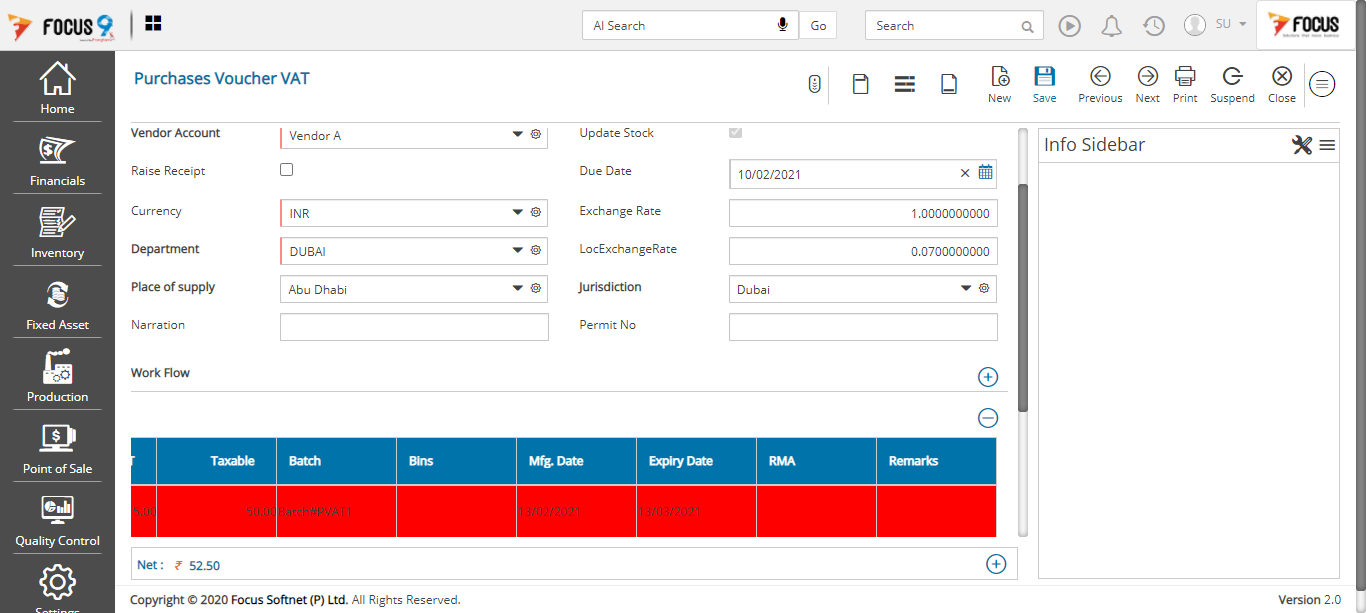 FOCUS 9
AI Search
Go
Search
SU
FOCUS
Home
Financials
Inventory
Fixed Asset
Production
Point of Sale
Quality Control
Settings
Purchases Voucher VAT
New
Save
Previous
Next
Print
Suspend
Close
Vendor Account Vendor A Update Stock
Raise Receipt Due Date 10/02/2021
Currency INR Exchange Rate 1.0000000000
Department DUBAI LocExchangeRate 0.0700000000
Place of supply Abu Dhabi Jurisdiction Dubai
Narration Permit No
Work Flow
T Taxable Batch Bins Mfg. Date Expiry Date RMA Remarks
5.00 50.00 Batch#PVAT1 13/02/2021 13/03/2021
Net : ₹ 52.50
Info Sidebar
Copyright © 2020 Focus Softnet (P) Ltd. All Rights Reserved.
Version 2.0